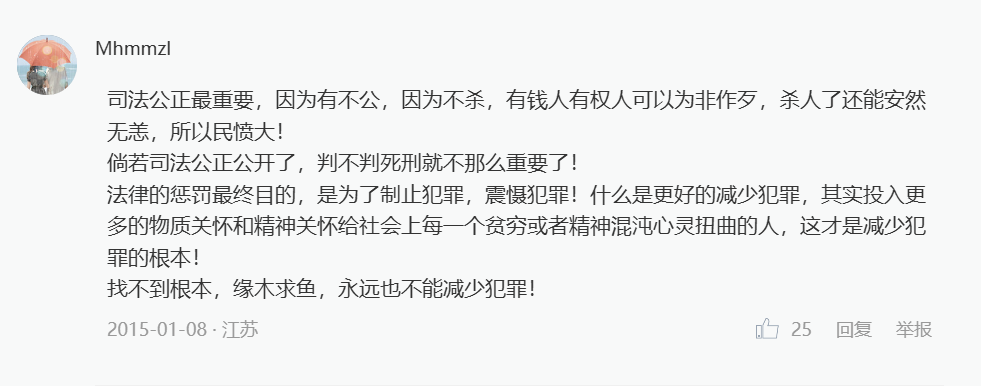 Mhmmzl
司法公正最重要，因为有不公，因为不杀，有钱人有权人可以为非作歹，杀人了还能安然
无恙，所以民愤大！
倘若司法公正公开了，判不判死刑就不那么重要了！
法律的惩罚最终目的，是为了制止犯罪，震慑犯罪！什么是更好的减少犯罪，其实投入更
多的物质关怀和精神关怀给社会上每一个贫穷或者精神混沌心灵扭曲的人，这才是减少犯
罪的根本！
找不到根本，缘木求鱼，永远也不能减少犯罪！
2015-01-08 · 江苏 25 回复 举报